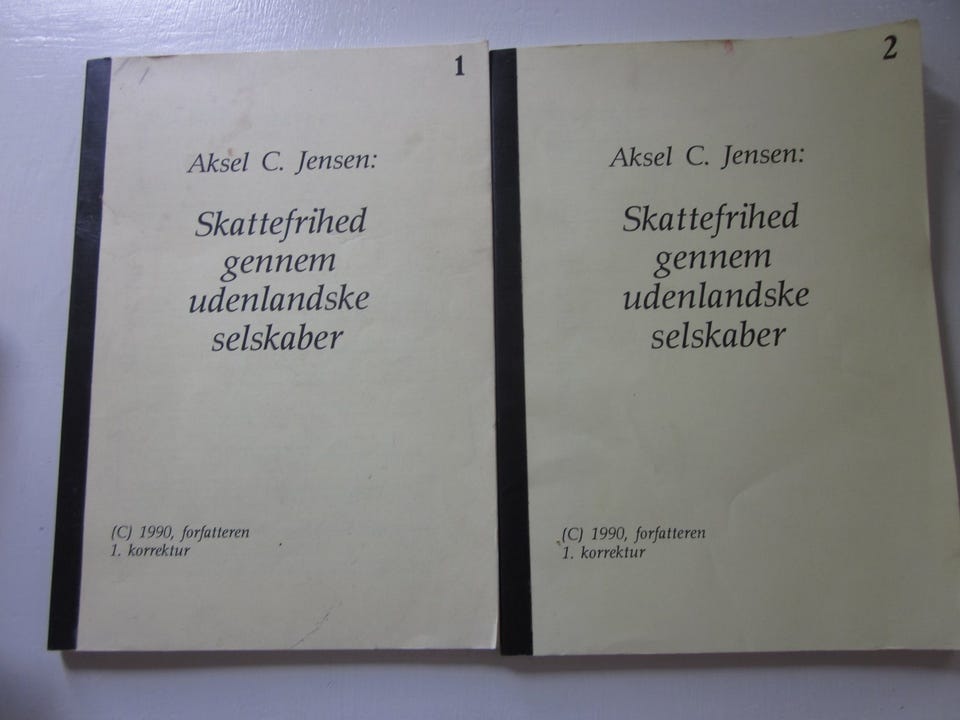 1
Aksel C. Jensen:
Skattefrihed
gennem
udenlandske
selskaber
(C) 1990, forfatteren
1. korrektur
2
Aksel C. Jensen:
Skattefrihed
gennem
udenlandske
selskaber
(C) 1990, forfatteren
1. korrektur